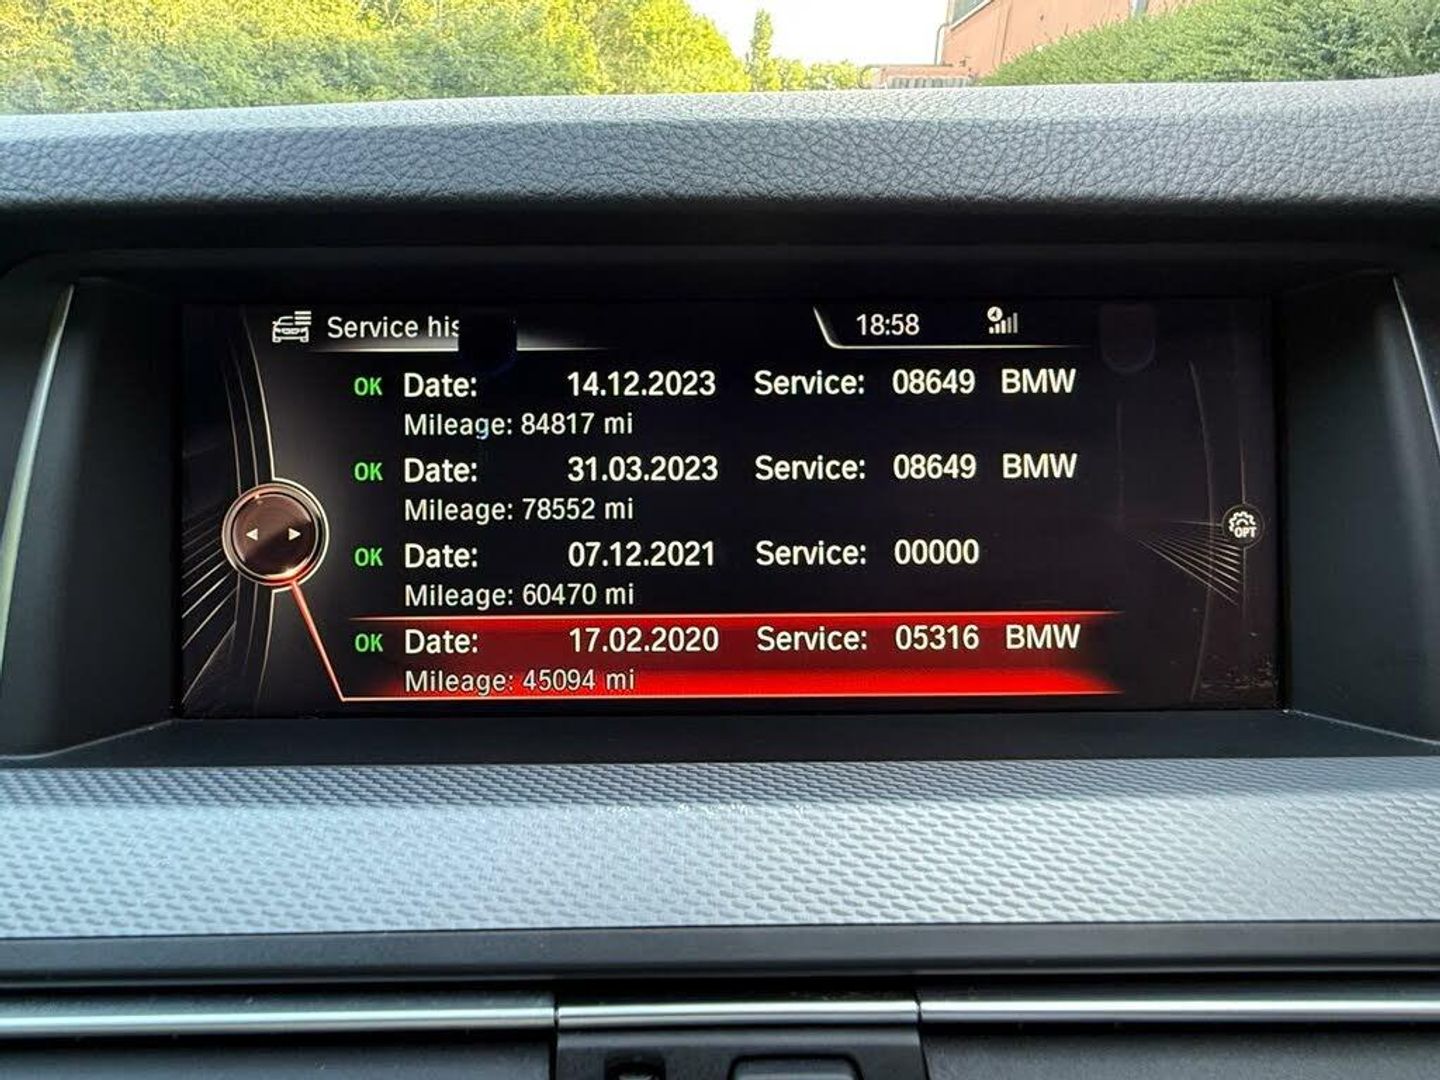 Service his 18:58
OK Date: 14.12.2023 Service: 08649 BMW
Mileage: 84817 mi
OK Date: 31.03.2023 Service: 08649 BMW
Mileage: 78552 mi
OK Date: 07.12.2021 Service: 00000
Mileage: 60470 mi
OPT
OK Date: 17.02.2020 Service: 05316 BMW
Mileage: 45094 mi